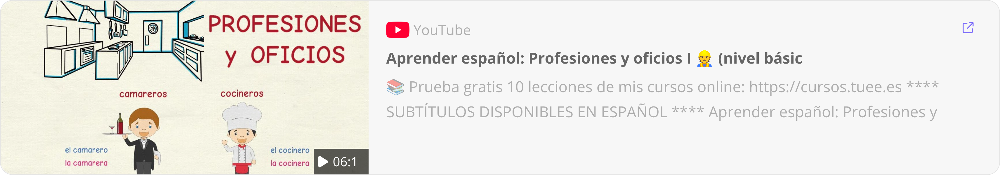 PROFESIONES
y OFICIOS
camareros
cocineros
el camarero
la camarera
el cocinero
la cocinera
06:1
YouTube
Aprender español: Profesiones y oficios I 👷 (nivel básic
📚 Prueba gratis 10 lecciones de mis cursos online: https://cursos.tuee.es ****
SUBTÍTULOS DISPONIBLES EN ESPAÑOL **** Aprender español: Profesiones y